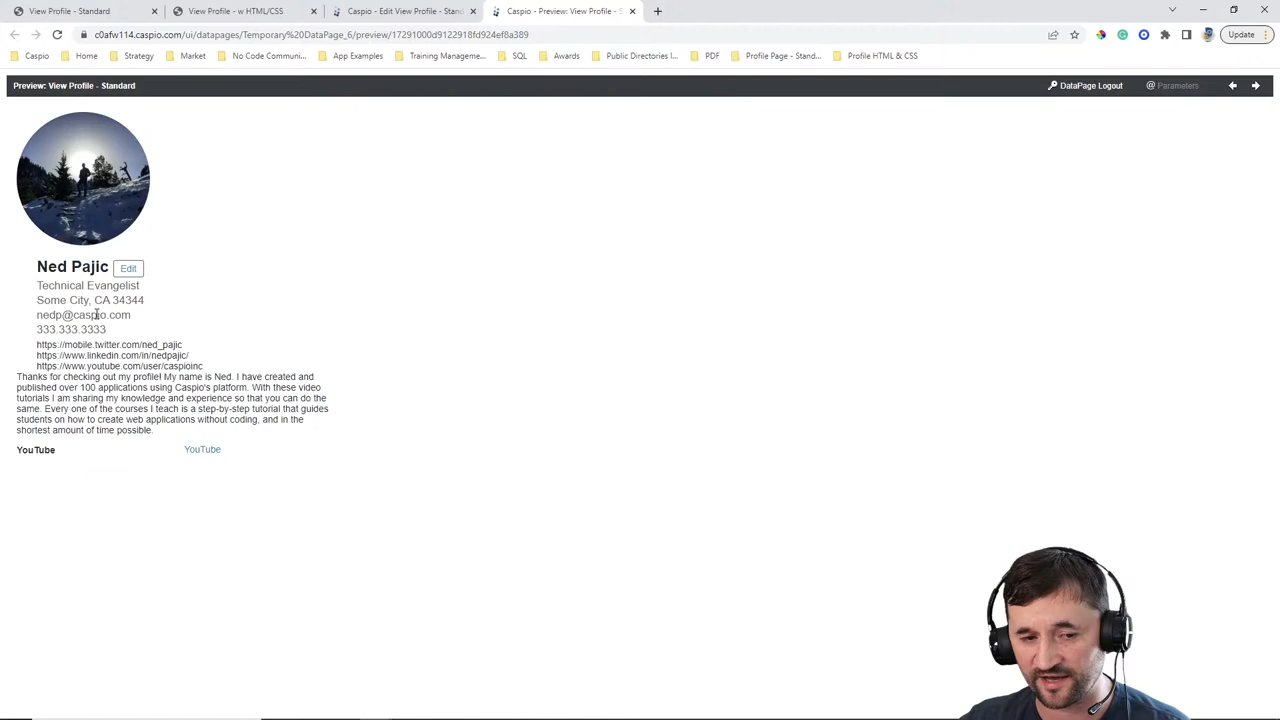 View Profile - Standard
View Profile - w HTML/CSS
Caspio - Edit View Profile - Stand
Caspio - Preview: View Profile - S
c0afw114.caspio.com/ui/datapages/Temporary%20DataPage_6/preview/17291000d9122918fd924ef8a389
Update
Caspio
Home
Strategy
Market
No Code Communi...
App Examples
Training Manageme...
SQL
Awards
Public Directories I...
PDF
Profile Page - Stand...
Profile HTML & CSS
Preview: View Profile - Standard
DataPage Logout
@ Parameters
Ned Pajic
Edit
Technical Evangelist
Some City, CA 34344
nedp@caspio.com
333.333.3333
https://mobile.twitter.com/ned_pajic
https://www.linkedin.com/in/nedpajic/
https://www.youtube.com/user/caspioinc
Thanks for checking out my profile! My name is Ned. I have created and
published over 100 applications using Caspio's platform. With these video
tutorials I am sharing my knowledge and experience so that you can do the
same. Every one of the courses I teach is a step-by-step tutorial that guides
students on how to create web applications without coding, and in the
shortest amount of time possible.
YouTube
YouTube